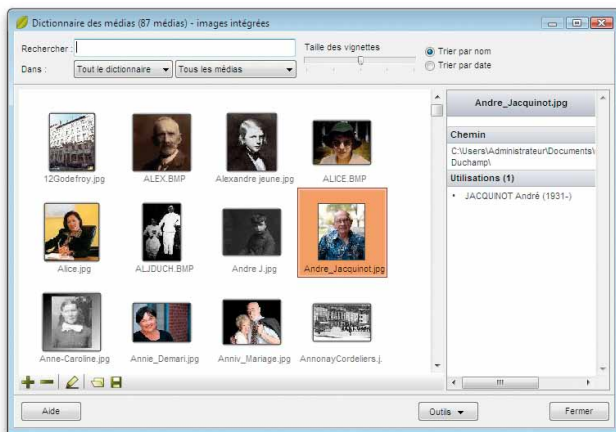 Dictionnaire des médias (87 médias) - images intégrées
Rechercher :
Taille des vignettes
Trier par nom
Dans :
Tout le dictionnaire
Tous les médias
Trier par date
12Godefroy.jpg
ALEX.BMP
Alexandre jeune.jpg
ALICE.BMP
Alice.jpg
ALJDUCH.BMP
Andre J.jpg
Andre_Jacquinot.jpg
Anne-Caroline.jpg
Annie_Demari.jpg
Anniv_Mariage.jpg
AnnonayCordeliers.j.
Andre_Jacquinot.jpg
Chemin
C:\Users\Administrateur\Documents\
Duchamp\
Utilisations (1)
• JACQUINOT André (1931-)
Aide
Outils
Fermer